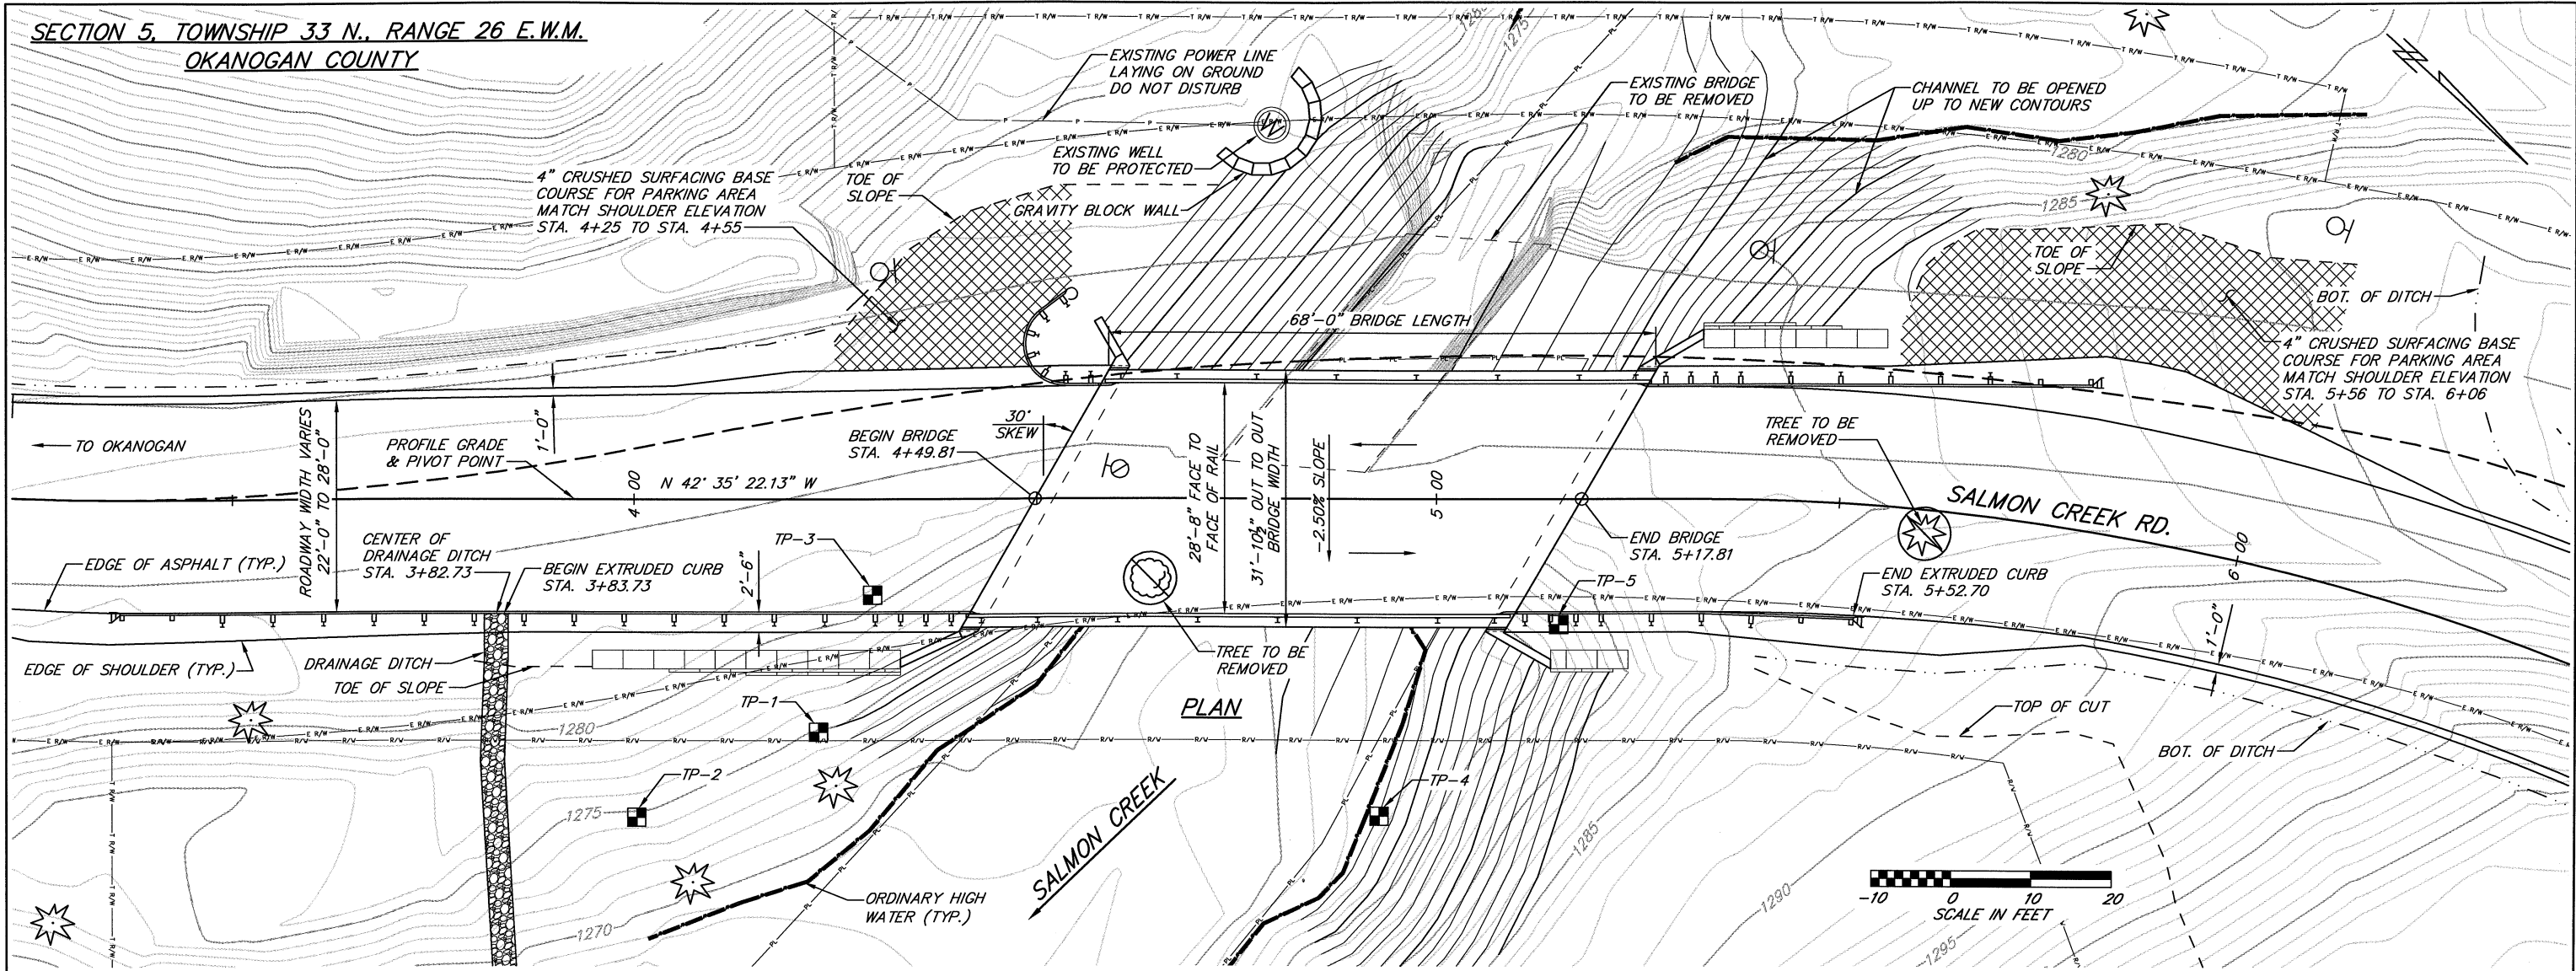 SECTION 5, TOWNSHIP 33 N., RANGE 26 E.W.M.
OKANOGAN COUNTY
EXISTING POWER LINE
LAYING ON GROUND
DO NOT DISTURB
1275
EXISTING BRIDGE
TO BE REMOVED
CHANNEL TO BE OPENED
UP TO NEW CONTOURS
EXISTING WELL
TO BE PROTECTED
W
1280
4" CRUSHED SURFACING BASE
COURSE FOR PARKING AREA
MATCH SHOULDER ELEVATION
STA. 4+25 TO STA. 4+55
TOE OF
SLOPE
GRAVITY BLOCK WALL
1285
TOE OF
SLOPE
BOT. OF DITCH
68'-0" BRIDGE LENGTH
4" CRUSHED SURFACING BASE
COURSE FOR PARKING AREA
MATCH SHOULDER ELEVATION
STA. 5+56 TO STA. 6+06
TO OKANOGAN
ROADWAY WIDTH VARIES
22'-0" TO 28'-0"
1'-0"
PROFILE GRADE
& PIVOT POINT
4+00
N 42° 35' 22.13" W
BEGIN BRIDGE
STA. 4+49.81
30°
SKEW
28'-8" FACE TO
FACE OF RAIL
31'-10½" OUT TO OUT
BRIDGE WIDTH
-2.50% SLOPE
5+00
TREE TO BE
REMOVED
SALMON CREEK RD.
6+00
EDGE OF ASPHALT (TYP.)
CENTER OF
DRAINAGE DITCH
STA. 3+82.73
BEGIN EXTRUDED CURB
STA. 3+83.73
2'-6"
TP-3
END BRIDGE
STA. 5+17.81
TP-5
END EXTRUDED CURB
STA. 5+52.70
1'-0"
EDGE OF SHOULDER (TYP.)
DRAINAGE DITCH
TOE OF SLOPE
TREE TO BE
REMOVED
PLAN
TP-1
1280
TP-2
1275
TOP OF CUT
BOT. OF DITCH
TP-4
SALMON CREEK
1285
ORDINARY HIGH
WATER (TYP.)
1270
1290
1295
-10 0 10 20
SCALE IN FEET